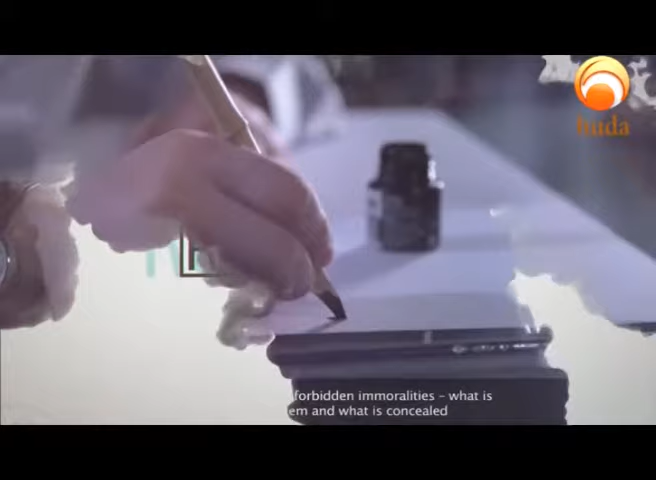 huda
forbidden immoralities – what is
em and what is concealed